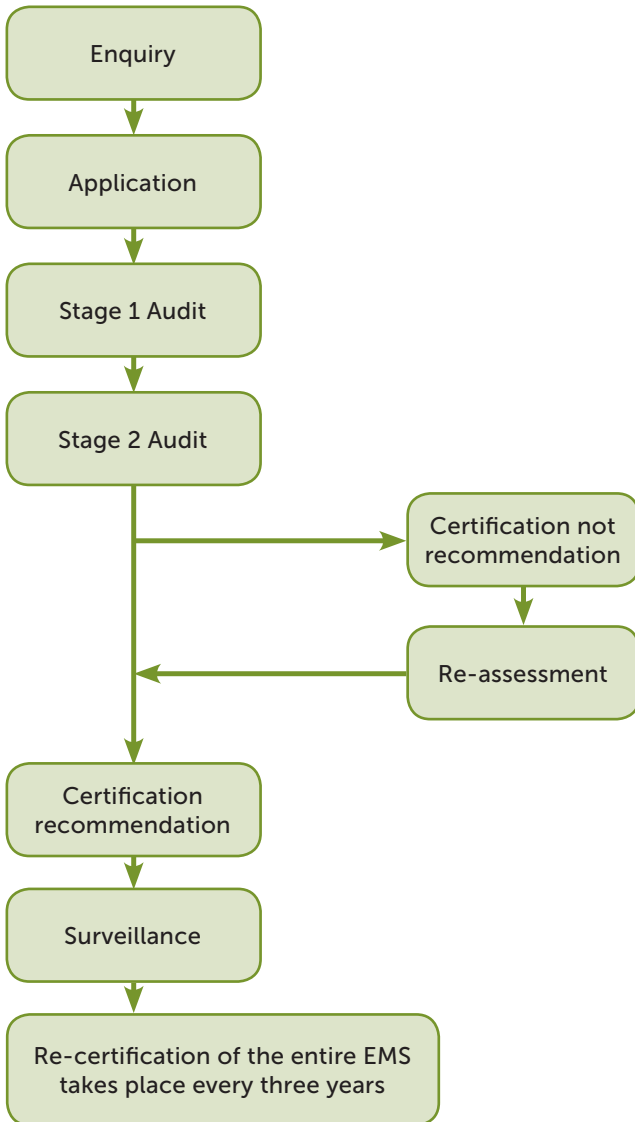 Enquiry
Application
Stage 1 Audit
Stage 2 Audit
Certification not
recommendation
Re-assessment
Certification
recommendation
Surveillance
Re-certification of the entire EMS
takes place every three years